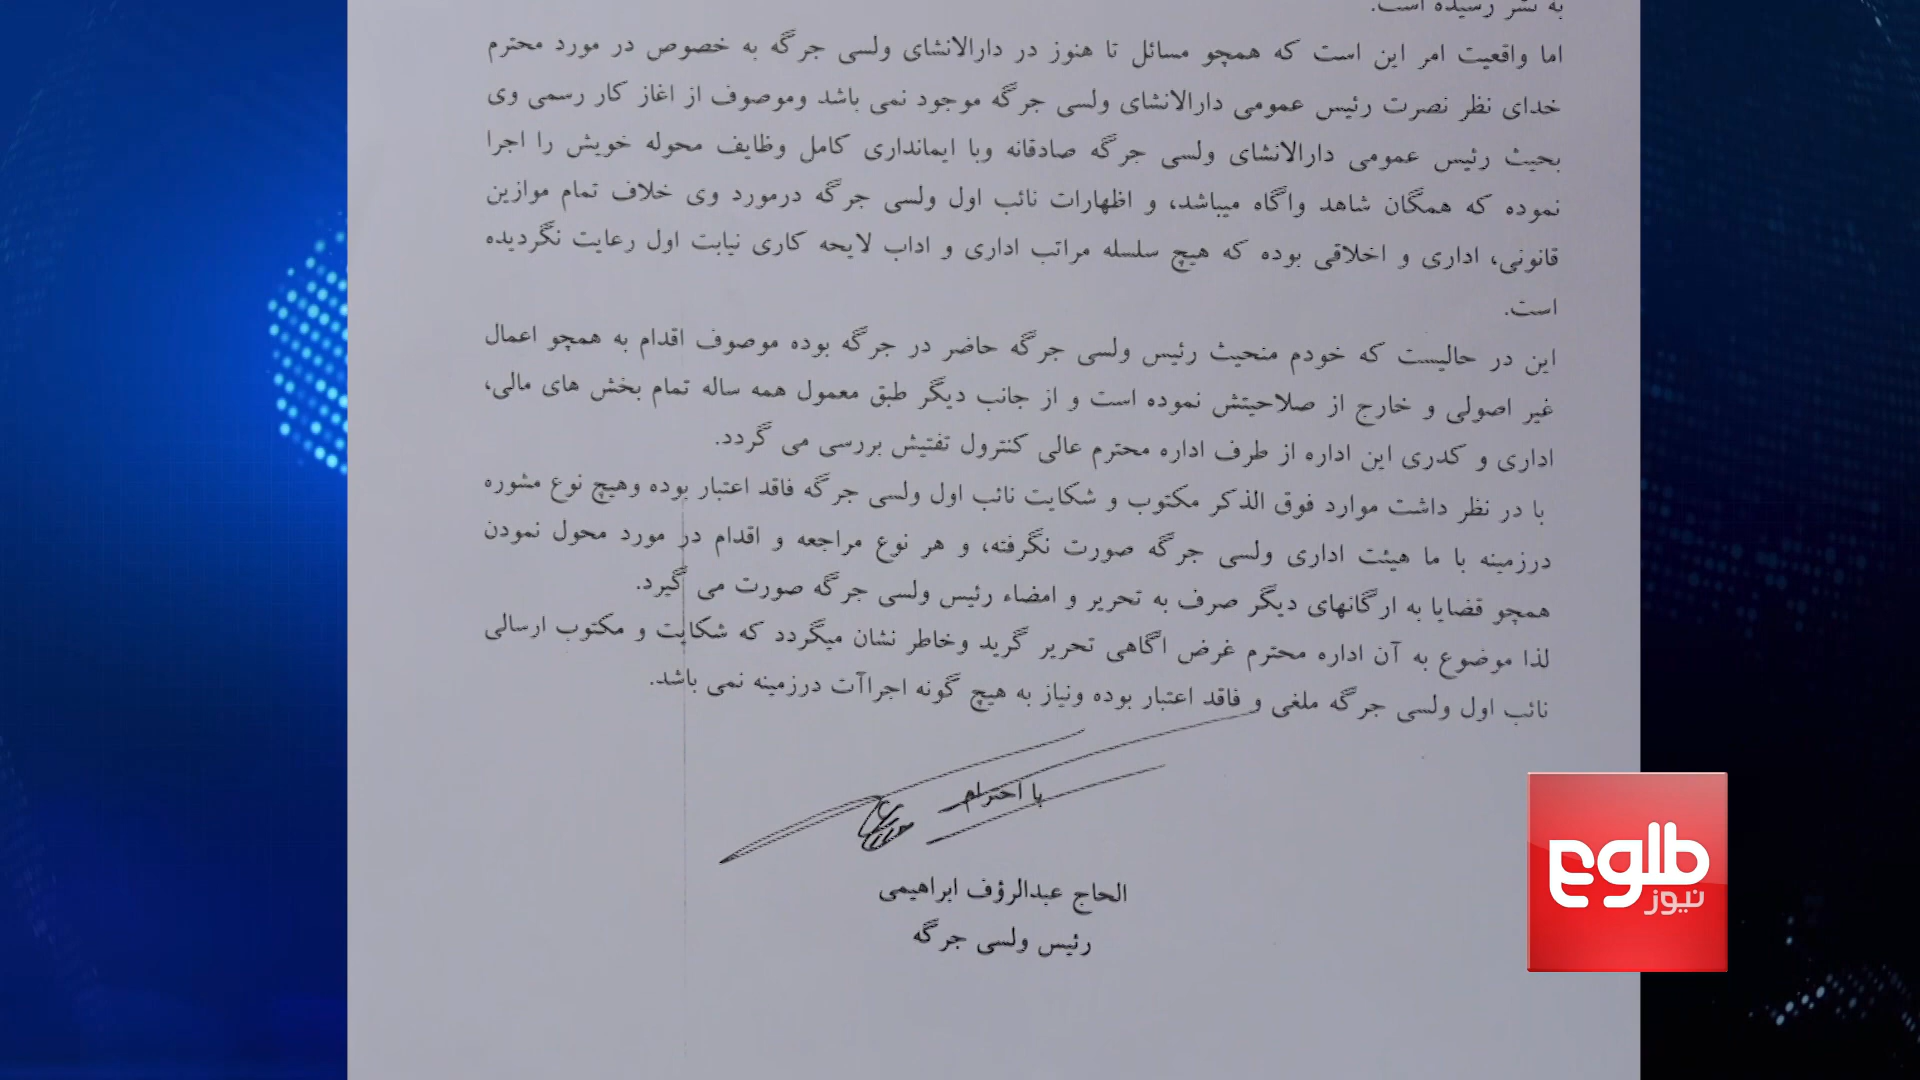 به نشر رسیده است.
اما واقعیت امر این است که همچو مسائل تا هنوز در دارالانشای ولسی جرگه به خصوص در مورد محترم
خدای نظر نصرت رئیس عمومی دارالانشای ولسی جرگه موجود نمی باشد وموصوف از اغاز کار رسمی وی
بحیث رئیس عمومی دارالانشای ولسی جرگه صادقانه وبا ایمانداری کامل وظایف محوله خویش را اجرا
نموده که همگان شاهد واگاه میباشد، و اظهارات نائب اول ولسی جرگه درمورد وی خلاف تمام موازین
قانونی، اداری و اخلاقی بوده که هیچ سلسله مراتب اداری و اداب لایحه کاری نیابت اول رعایت نگردیده
است.
این در حالیست که خودم منحیث رئیس ولسی جرگه حاضر در جرگه بوده موصوف اقدام به همچو اعمال
غیر اصولی و خارج از صلاحیتش نموده است و از جانب دیگر طبق معمول همه ساله تمام بخش های مالی،
اداری و کدری این اداره از طرف اداره محترم عالی کنترول تفتیش بررسی می گردد.
با در نظر داشت موارد فوق الذکر مکتوب و شکایت نائب اول ولسی جرگه فاقد اعتبار بوده وهیچ نوع مشوره
درزمینه با ما هیئت اداری ولسی جرگه صورت نگرفته، و هر نوع مراجعه و اقدام در مورد محول نمودن
همچو قضایا به ارگانهای دیگر صرف به تحریر و امضاء رئیس ولسی جرگه صورت می گیرد.
لذا موضوع به آن اداره محترم غرض اگاهی تحریر گرید وخاطر نشان میگردد که شکایت و مکتوب ارسالی
نائب اول ولسی جرگه ملغی و فاقد اعتبار بوده ونیاز به هیچ گونه اجراآت درزمینه نمی باشد.
با احترام
الحاج عبدالرؤف ابراهیمی
رئیس ولسی جرگه
طلوع
نیوز